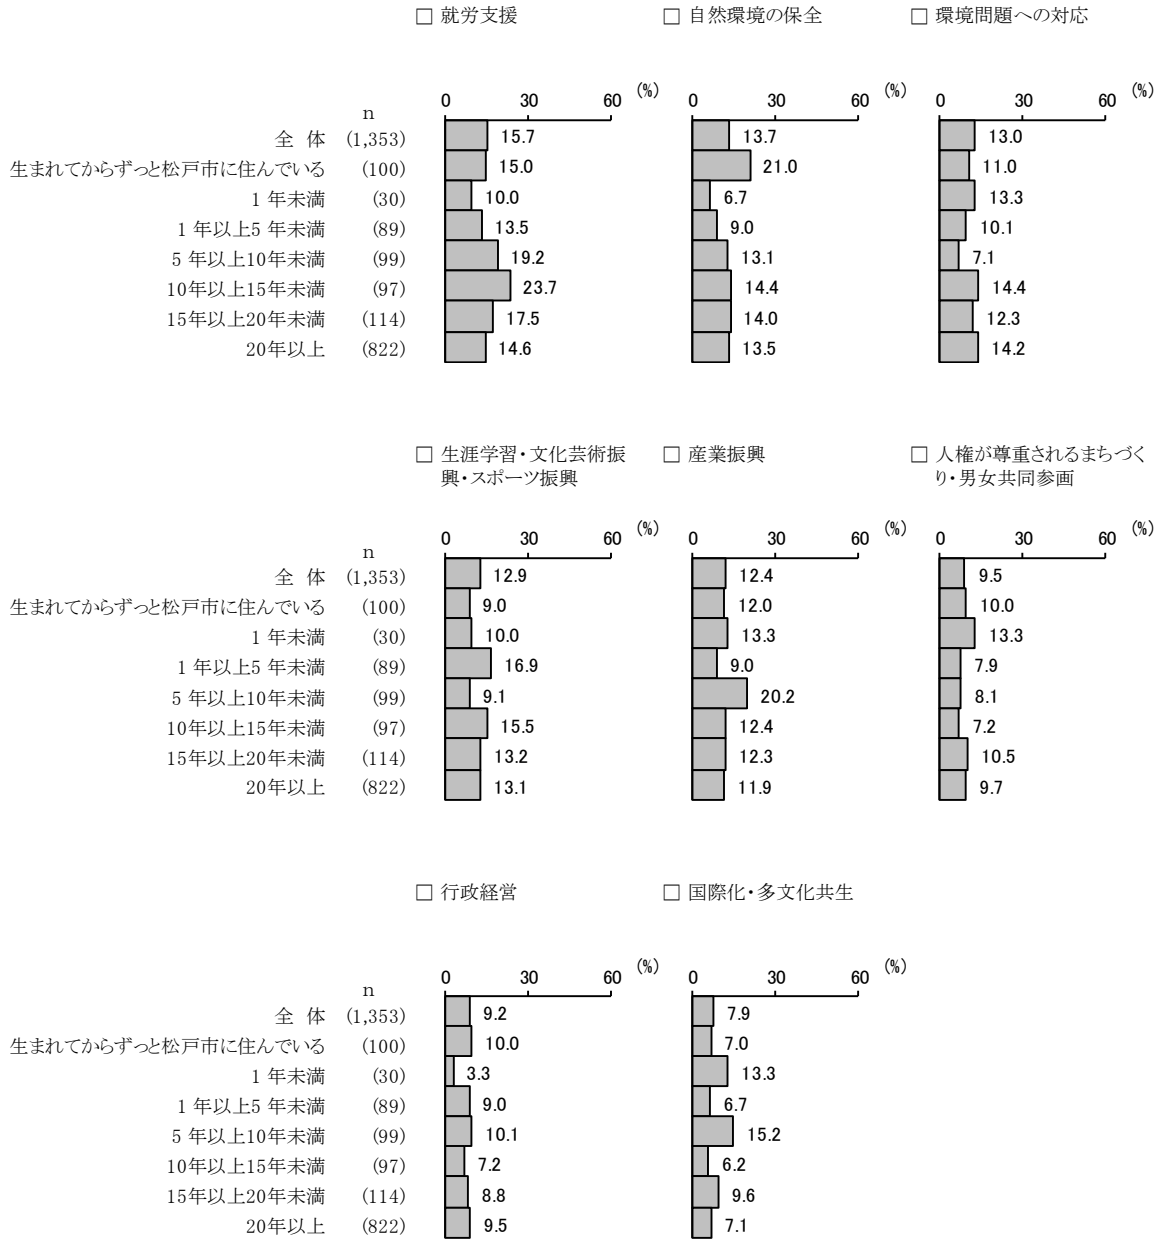 □ 就労支援 □ 自然環境の保全 □ 環境問題への対応
0 30 60 (%) 0 30 60 (%) 0 30 60 (%)
n
全 体 (1,353) 15.7 13.7 13.0
生まれてからずっと松戸市に住んでいる (100) 15.0 21.0 11.0
1 年未満 (30) 10.0 6.7 13.3
1 年以上5 年未満 (89) 13.5 9.0 10.1
5 年以上10年未満 (99) 19.2 13.1 7.1
10年以上15年未満 (97) 23.7 14.4 14.4
15年以上20年未満 (114) 17.5 14.0 12.3
20年以上 (822) 14.6 13.5 14.2
□ 生涯学習・文化芸術振 □ 産業振興 □ 人権が尊重されるまちづく
興・スポーツ振興 り・男女共同参画
0 30 60 (%) 0 30 60 (%) 0 30 60 (%)
n
全 体 (1,353) 12.9 12.4 9.5
生まれてからずっと松戸市に住んでいる (100) 9.0 12.0 10.0
1 年未満 (30) 10.0 13.3 13.3
1 年以上5 年未満 (89) 16.9 9.0 7.9
5 年以上10年未満 (99) 9.1 20.2 8.1
10年以上15年未満 (97) 15.5 12.4 7.2
15年以上20年未満 (114) 13.2 12.3 10.5
20年以上 (822) 13.1 11.9 9.7
□ 行政経営 □ 国際化・多文化共生
0 30 60 (%) 0 30 60 (%)
n
全 体 (1,353) 9.2 7.9
生まれてからずっと松戸市に住んでいる (100) 10.0 7.0
1 年未満 (30) 3.3 13.3
1 年以上5 年未満 (89) 9.0 6.7
5 年以上10年未満 (99) 10.1 15.2
10年以上15年未満 (97) 7.2 6.2
15年以上20年未満 (114) 8.8 9.6
20年以上 (822) 9.5 7.1